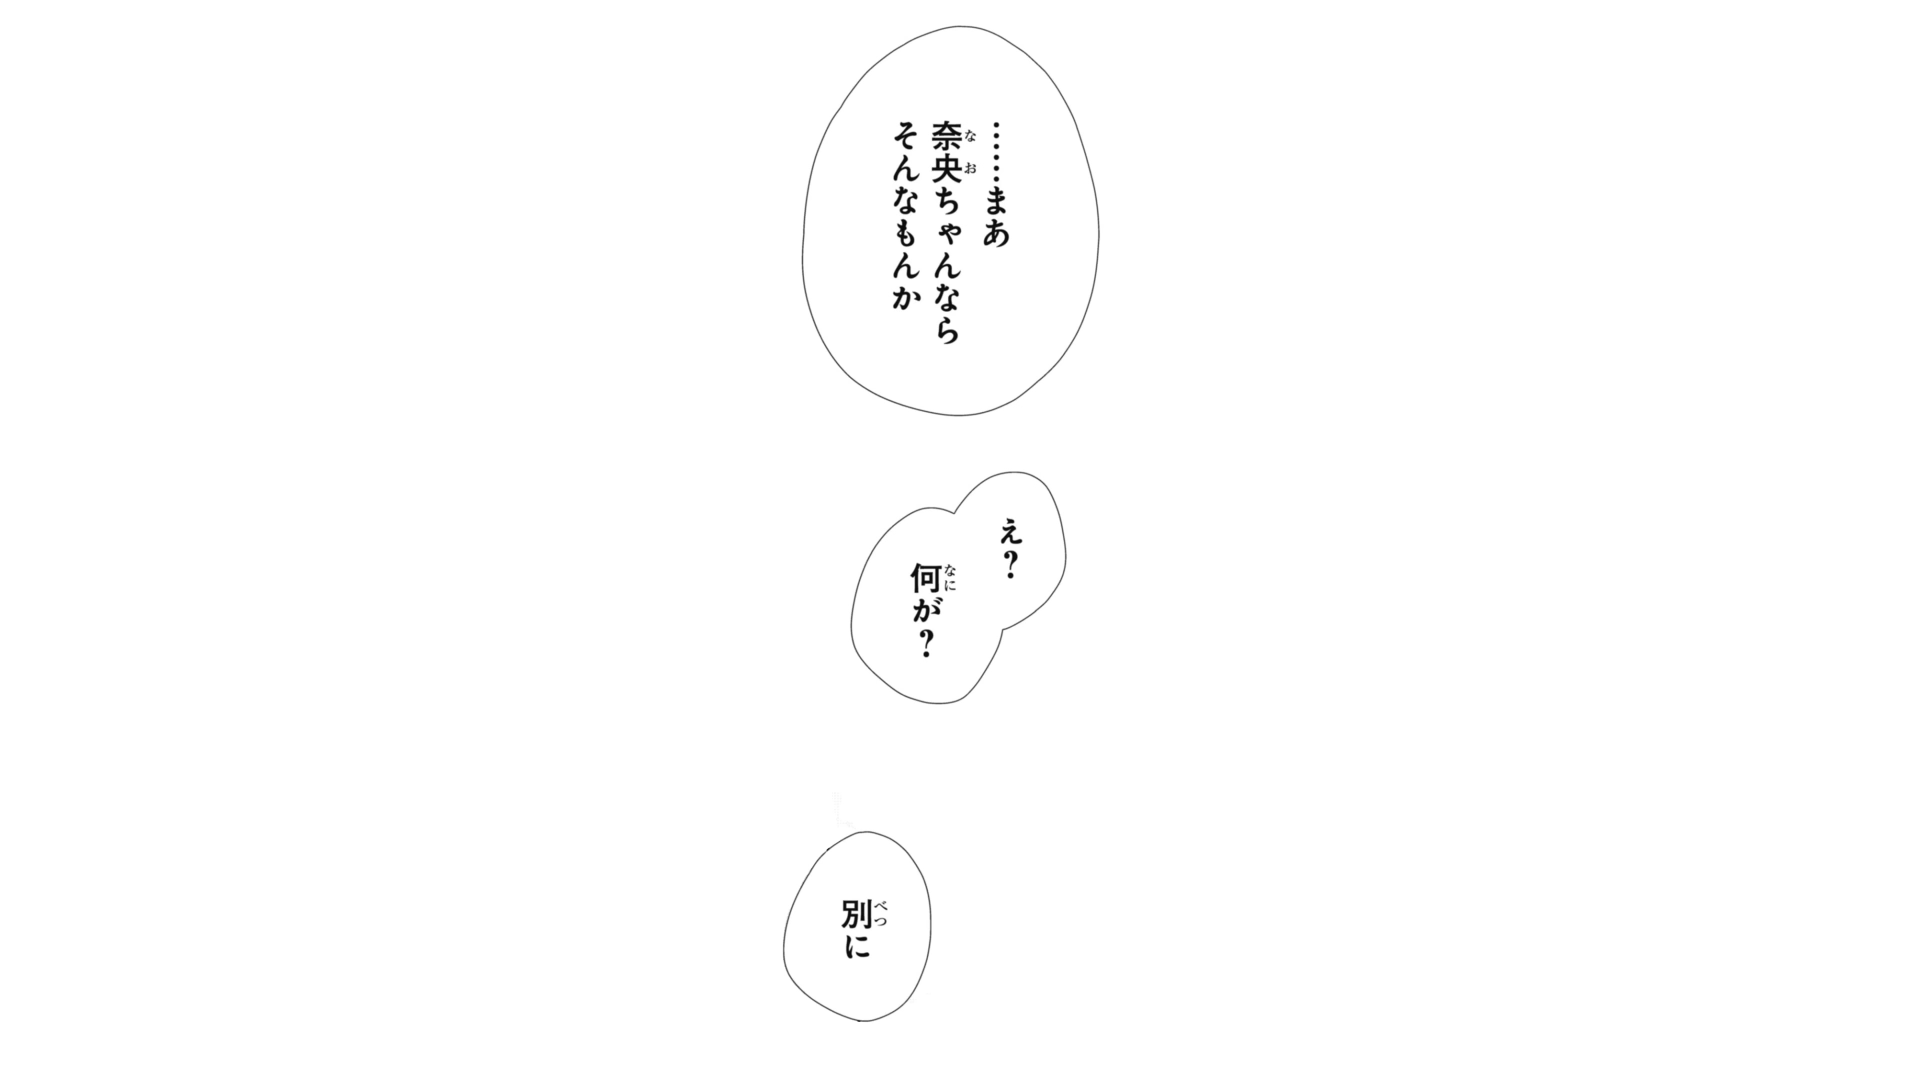 ……まあ
奈央ちゃんなら
そんなもんか
え？
何が？
別に